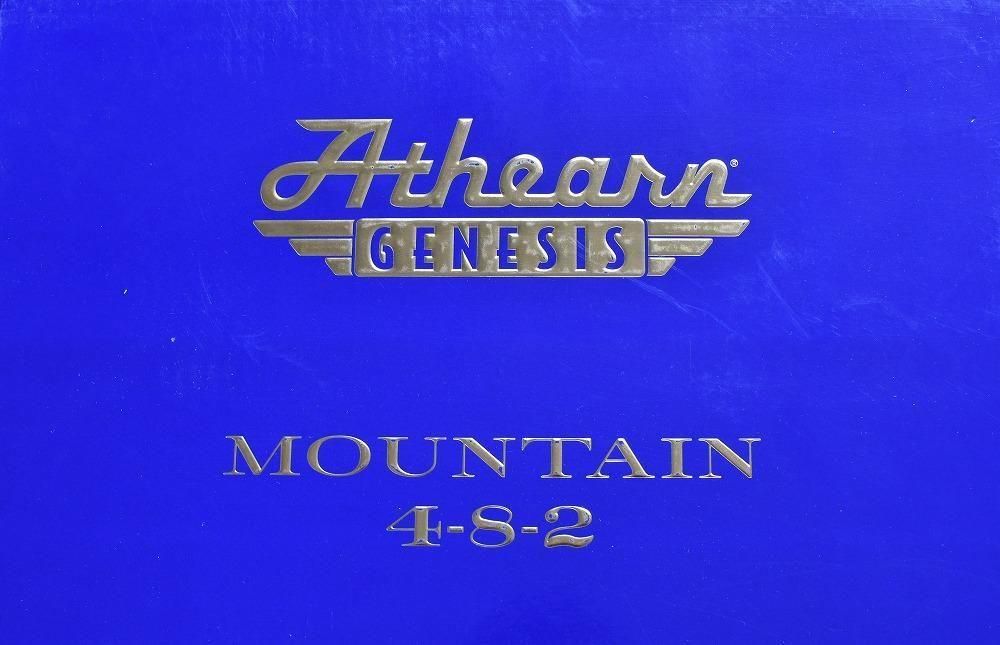 Athearn®
GENESIS
MOUNTAIN
4-8-2